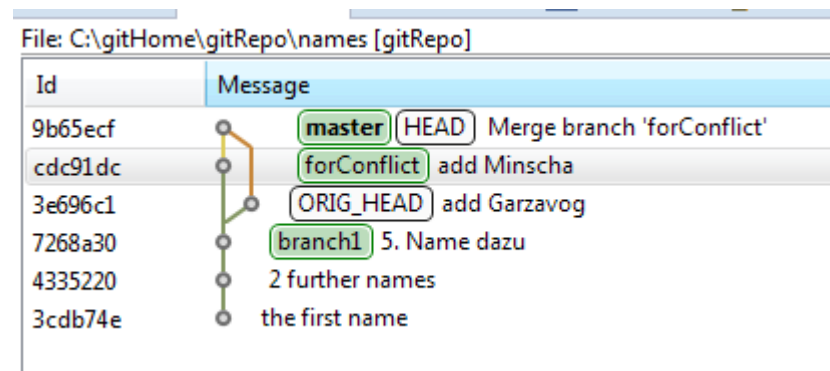 File: C:\gitHome\gitRepo\names [gitRepo]
Id Message
9b65ecf master HEAD Merge branch 'forConflict'
cdc91dc forConflict add Minscha
3e696c1 ORIG_HEAD add Garzavog
7268a30 branch1 5. Name dazu
4335220 2 further names
3cdb74e the first name